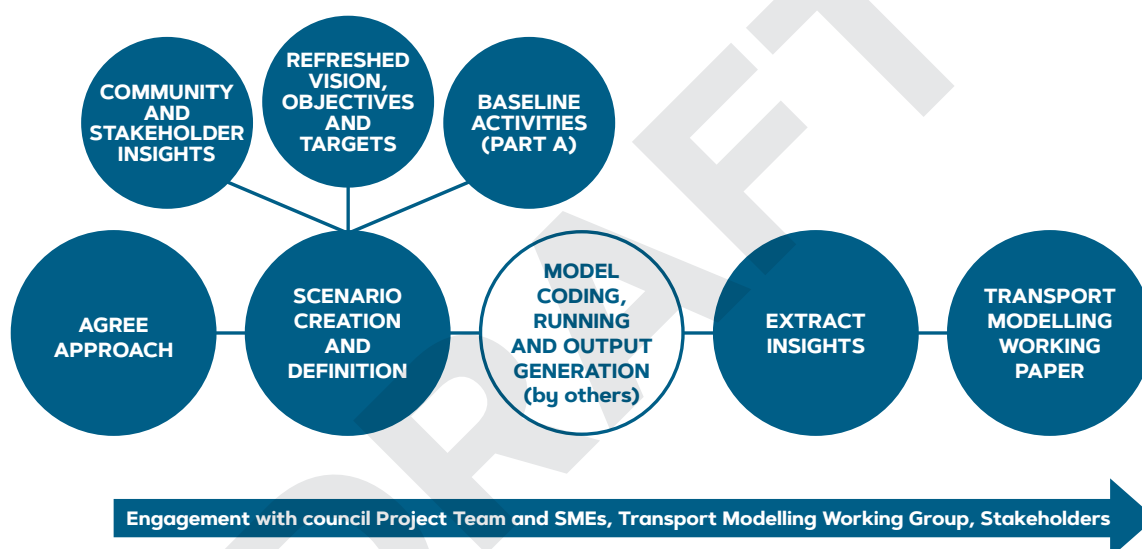 COMMUNITY
AND
STAKEHOLDER
INSIGHTS
REFRESHED
VISION,
OBJECTIVES
AND
TARGETS
BASELINE
ACTIVITIES
(PART A)
AGREE
APPROACH
SCENARIO
CREATION
AND
DEFINITION
MODEL
CODING,
RUNNING
AND OUTPUT
GENERATION
(by others)
EXTRACT
INSIGHTS
TRANSPORT
MODELLING
WORKING
PAPER
Engagement with council Project Team and SMEs, Transport Modelling Working Group, Stakeholders
DRAFT